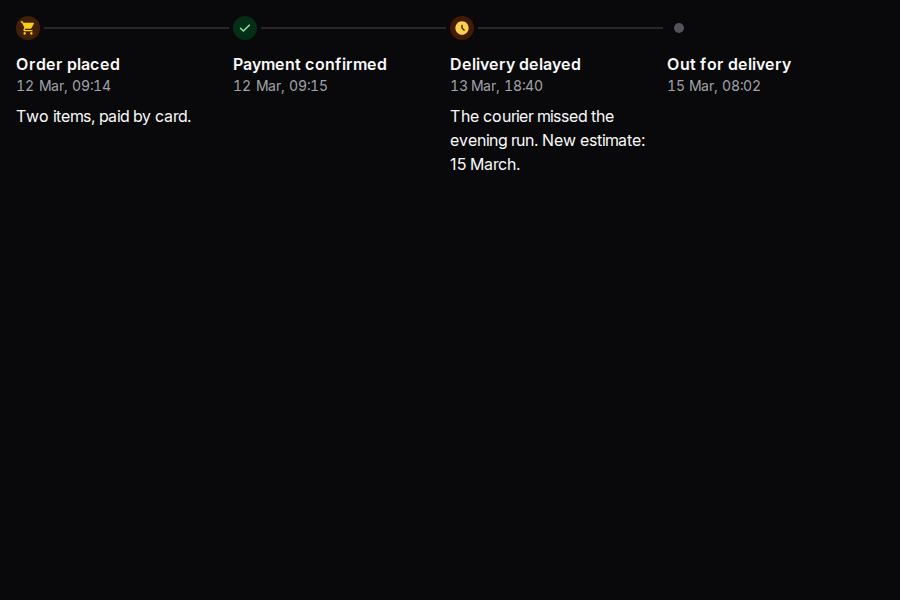 Order placed
12 Mar, 09:14
Two items, paid by card.
Payment confirmed
12 Mar, 09:15
Delivery delayed
13 Mar, 18:40
The courier missed the
evening run. New estimate:
15 March.
Out for delivery
15 Mar, 08:02